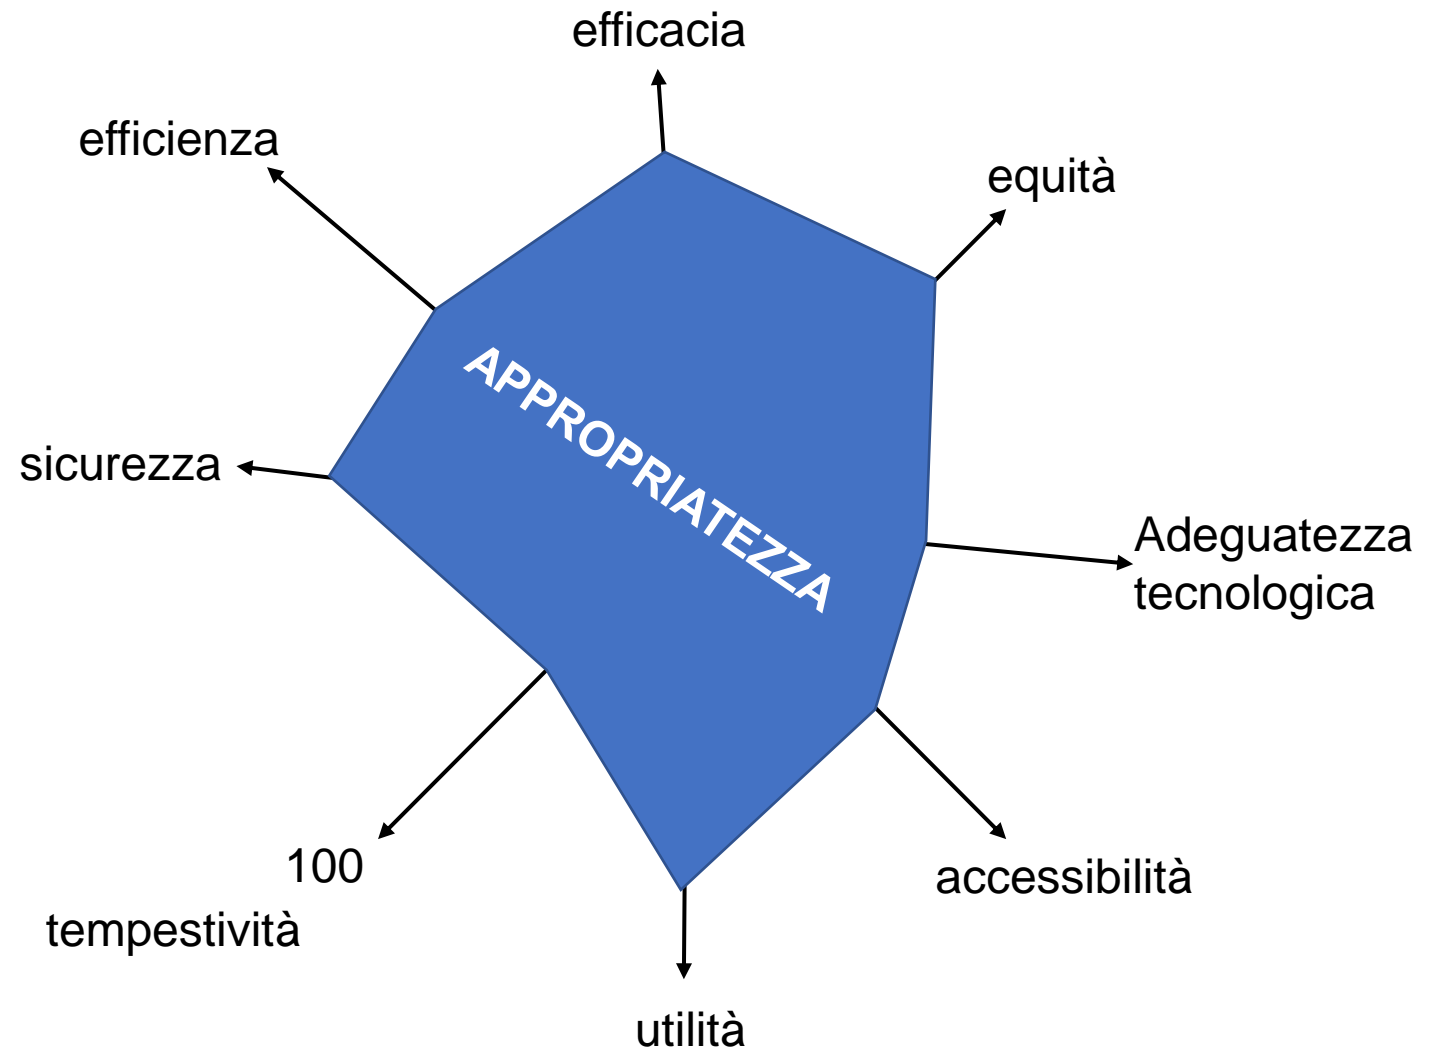 efficacia
efficienza
equità
APPROPRIATEZZA
sicurezza
Adeguatezza
tecnologica
100
accessibilità
tempestività
utilità